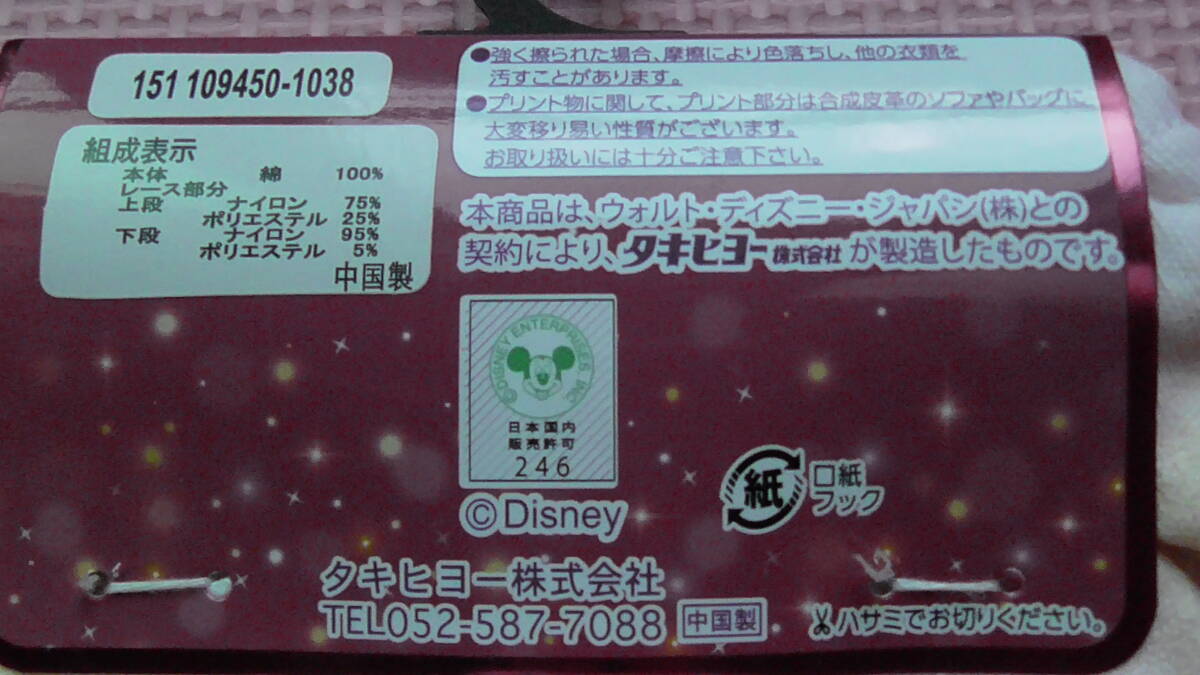 151 109450-1038
組成表示
本体 綿 100%
レース部分
上段 ナイロン 75%
ポリエステル 25%
下段 ナイロン 95%
ポリエステル 5%
中国製
●強く擦られた場合、摩擦により色落ちし、他の衣類を
汚すことがあります。
●プリント物に関して、プリント部分は合成皮革のソファやバッグに
大変移り易い性質がございます。
お取り扱いには十分ご注意下さい。
本商品は、ウォルト・ディズニー・ジャパン(株)との
契約により、タキヒヨー株式会社が製造したものです。
©DISNEY ENTERPRISES, INC
日本国内
販売許可
246
©Disney
紙
口紙
フック
タキヒヨー株式会社
TEL052-587-7088 中国製
ハサミでお切りください。